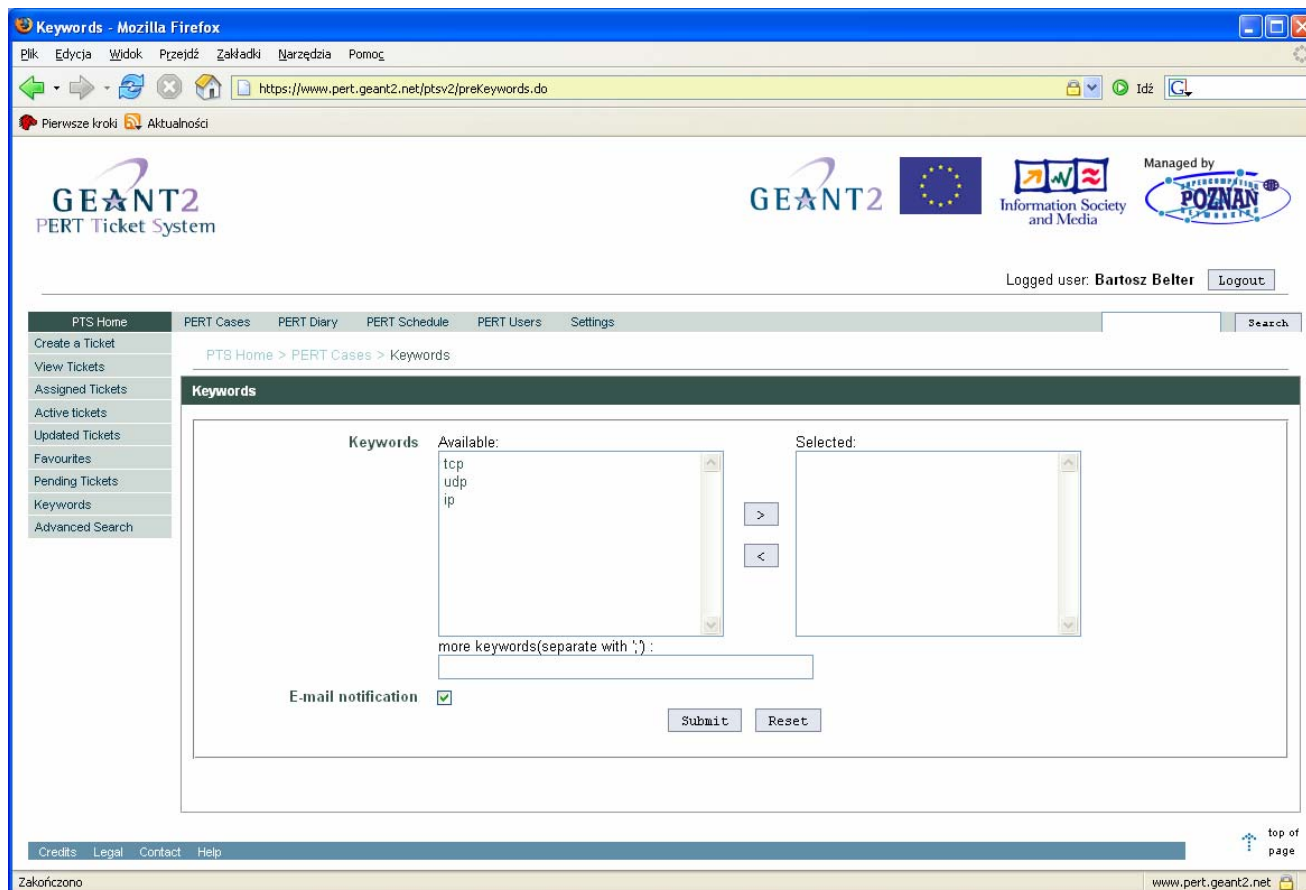 Keywords - Mozilla Firefox
Plik Edycja Widok Przejdź Zakładki Narzędzia Pomoc
https://www.pert.geant2.net/ptsv2/preKeywords.do Idź
Pierwsze kroki Aktualności
GEANT2
PERT Ticket System
GEANT2
Information Society
and Media
Managed by
SUPERCOMPUTING
POZNAŃ
NETWORKING
Logged user: Bartosz Belter Logout
PTS Home PERT Cases PERT Diary PERT Schedule PERT Users Settings Search
Create a Ticket
View Tickets
Assigned Tickets
Active tickets
Updated Tickets
Favourites
Pending Tickets
Keywords
Advanced Search
PTS Home > PERT Cases > Keywords
Keywords
Keywords Available: Selected:
tcp
udp
ip
>
<
more keywords(separate with ';') :
E-mail notification
Submit Reset
Credits Legal Contact Help
top of
page
Zakończono www.pert.geant2.net